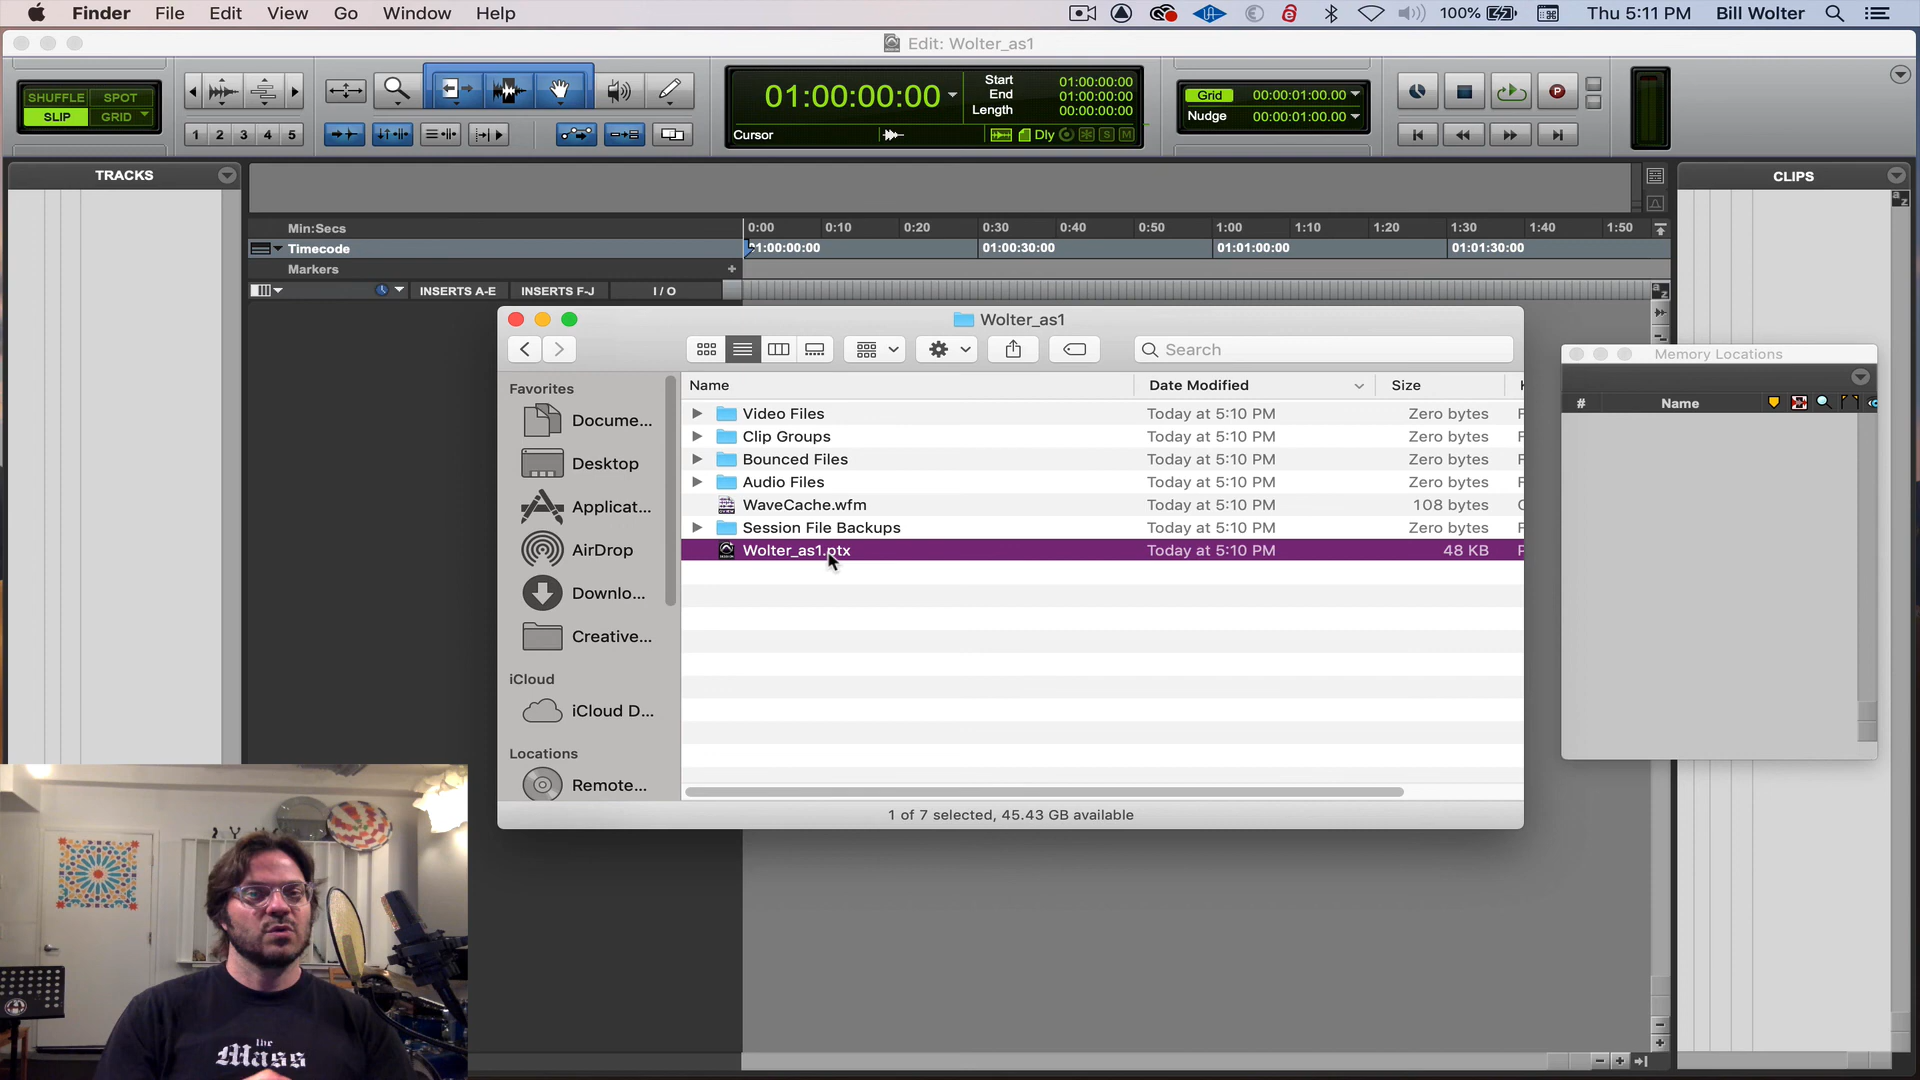 Finder File Edit View Go Window Help 100% Thu 5:11 PM Bill Wolter
Edit: Wolter_as1
SHUFFLE SPOT
SLIP GRID
1 2 3 4 5
01:00:00:00
Start 01:00:00:00
End 01:00:00:00
Length 00:00:00:00
Cursor Dly S M
Grid 00:00:01:00.00
Nudge 00:00:01:00.00
TRACKS
CLIPS
Min:Secs 0:00 0:10 0:20 0:30 0:40 0:50 1:00 1:10 1:20 1:30 1:40 1:50
Timecode 01:00:00:00 01:00:30:00 01:01:00:00 01:01:30:00
Markers
INSERTS A-E INSERTS F-J I / O
Wolter_as1
Search
Favorites
Docume...
Desktop
Applicat...
AirDrop
Downlo...
Creative...
iCloud
iCloud D...
Locations
Remote...
Name Date Modified Size
Video Files Today at 5:10 PM Zero bytes
Clip Groups Today at 5:10 PM Zero bytes
Bounced Files Today at 5:10 PM Zero bytes
Audio Files Today at 5:10 PM Zero bytes
WaveCache.wfm Today at 5:10 PM 108 bytes
Session File Backups Today at 5:10 PM Zero bytes
Wolter_as1.ptx Today at 5:10 PM 48 KB
1 of 7 selected, 45.43 GB available
Memory Locations
# Name
the
Mass